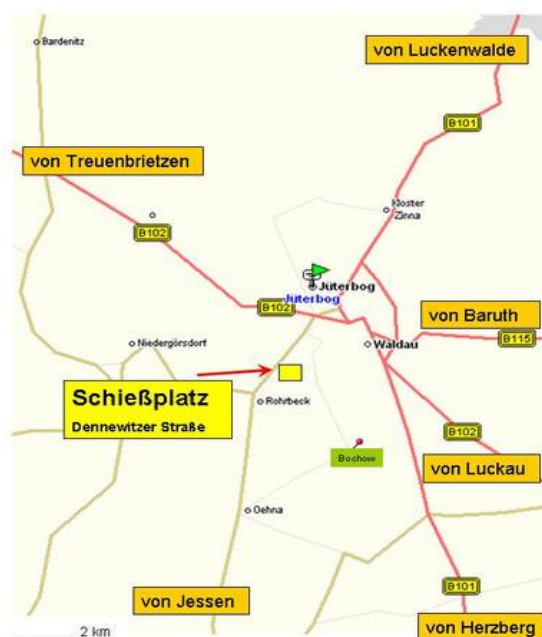 Bardenitz
von Luckenwalde
B101
von Treuenbrietzen
Kloster
Zinna
B102
Jüterbog
Jüterbog
B102
von Baruth
Niedergörsdorf
Waldau
B115
Schießplatz
Dennewitzer Straße
Rohrbeck
B102
Bochow
von Luckau
Oehna
B101
von Jessen
von Herzberg
2 km